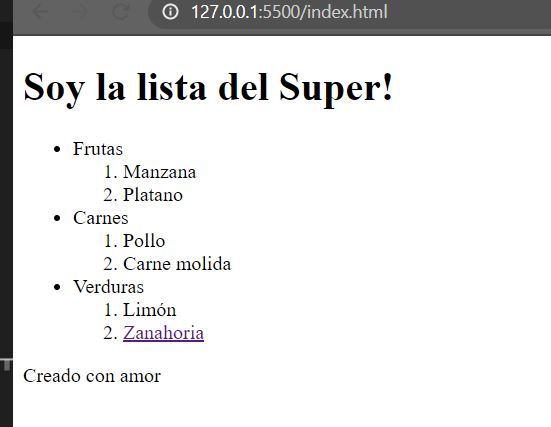 127.0.0.1:5500/index.html
Soy la lista del Super!
• Frutas
1. Manzana
2. Platano
• Carnes
1. Pollo
2. Carne molida
• Verduras
1. Limón
2. Zanahoria
Creado con amor